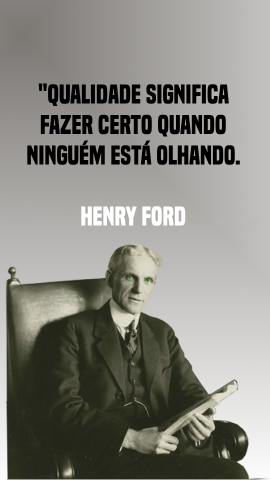 "QUALIDADE SIGNIFICA
FAZER CERTO QUANDO
NINGUÉM ESTÁ OLHANDO.
HENRY FORD